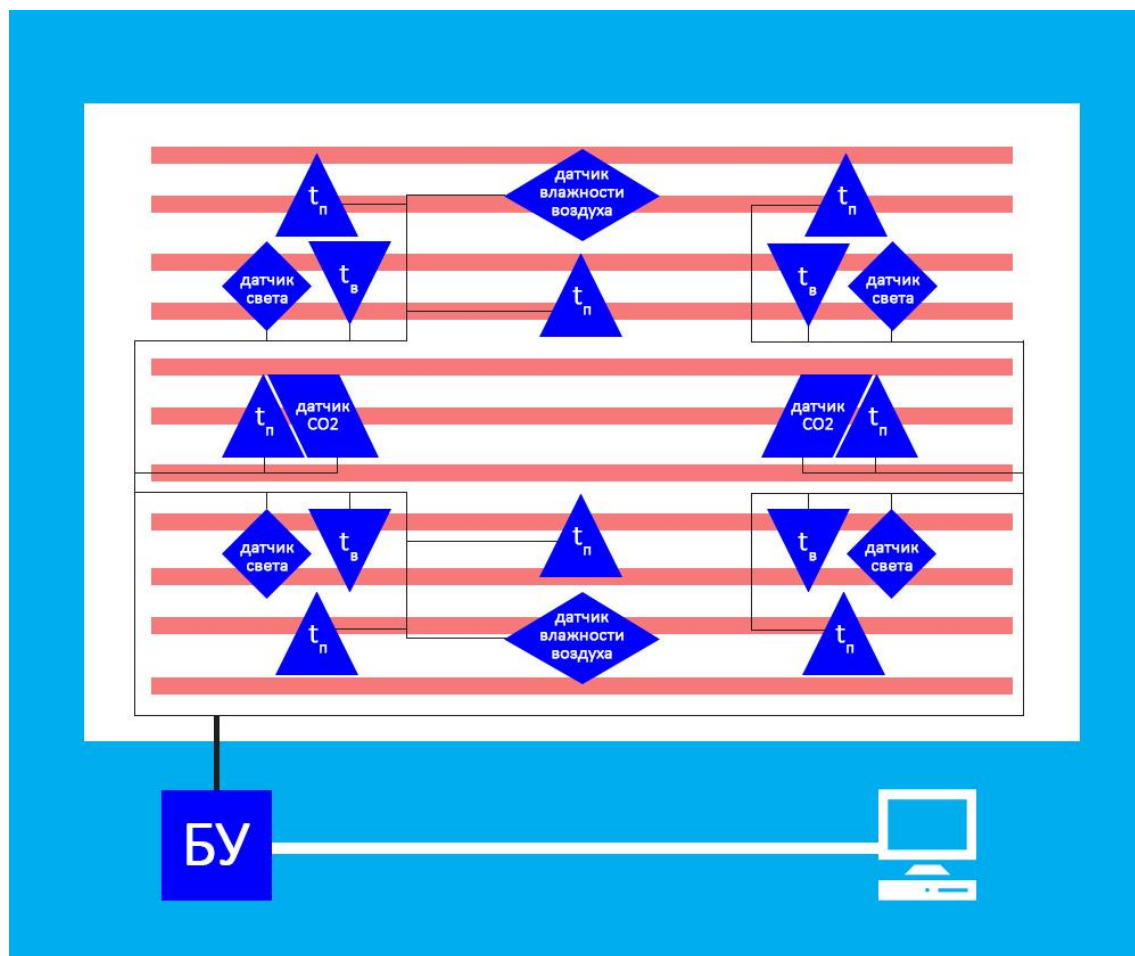 датчик
влажности
воздуха
tп
tп
датчик
света
tв
tп
tв
датчик
света
tп
датчик
CO2
датчик
CO2
tп
датчик
света
tв
tп
tв
датчик
света
tп
датчик
влажности
воздуха
tп
БУ